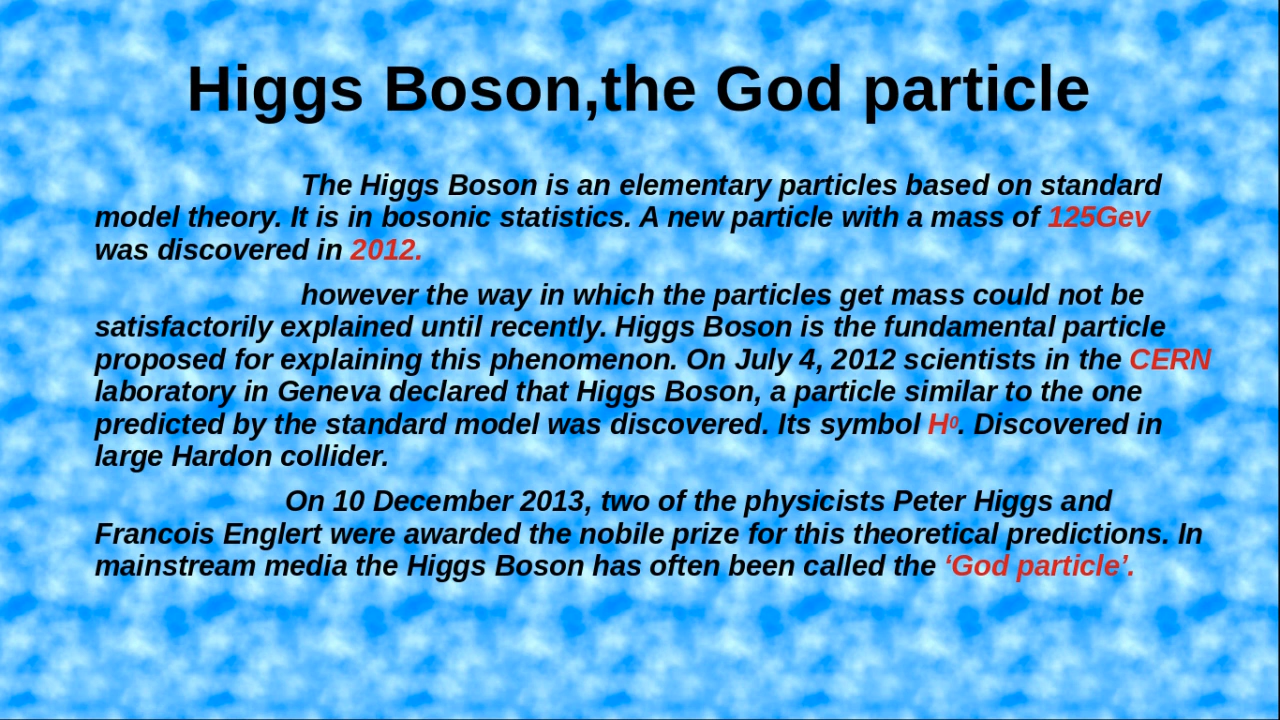 Higgs Boson,the God particle
The Higgs Boson is an elementary particles based on standard
model theory. It is in bosonic statistics. A new particle with a mass of 125Gev
was discovered in 2012.
however the way in which the particles get mass could not be
satisfactorily explained until recently. Higgs Boson is the fundamental particle
proposed for explaining this phenomenon. On July 4, 2012 scientists in the CERN
laboratory in Geneva declared that Higgs Boson, a particle similar to the one
predicted by the standard model was discovered. Its symbol H⁰. Discovered in
large Hardon collider.
On 10 December 2013, two of the physicists Peter Higgs and
Francois Englert were awarded the nobile prize for this theoretical predictions. In
mainstream media the Higgs Boson has often been called the ‘God particle’.